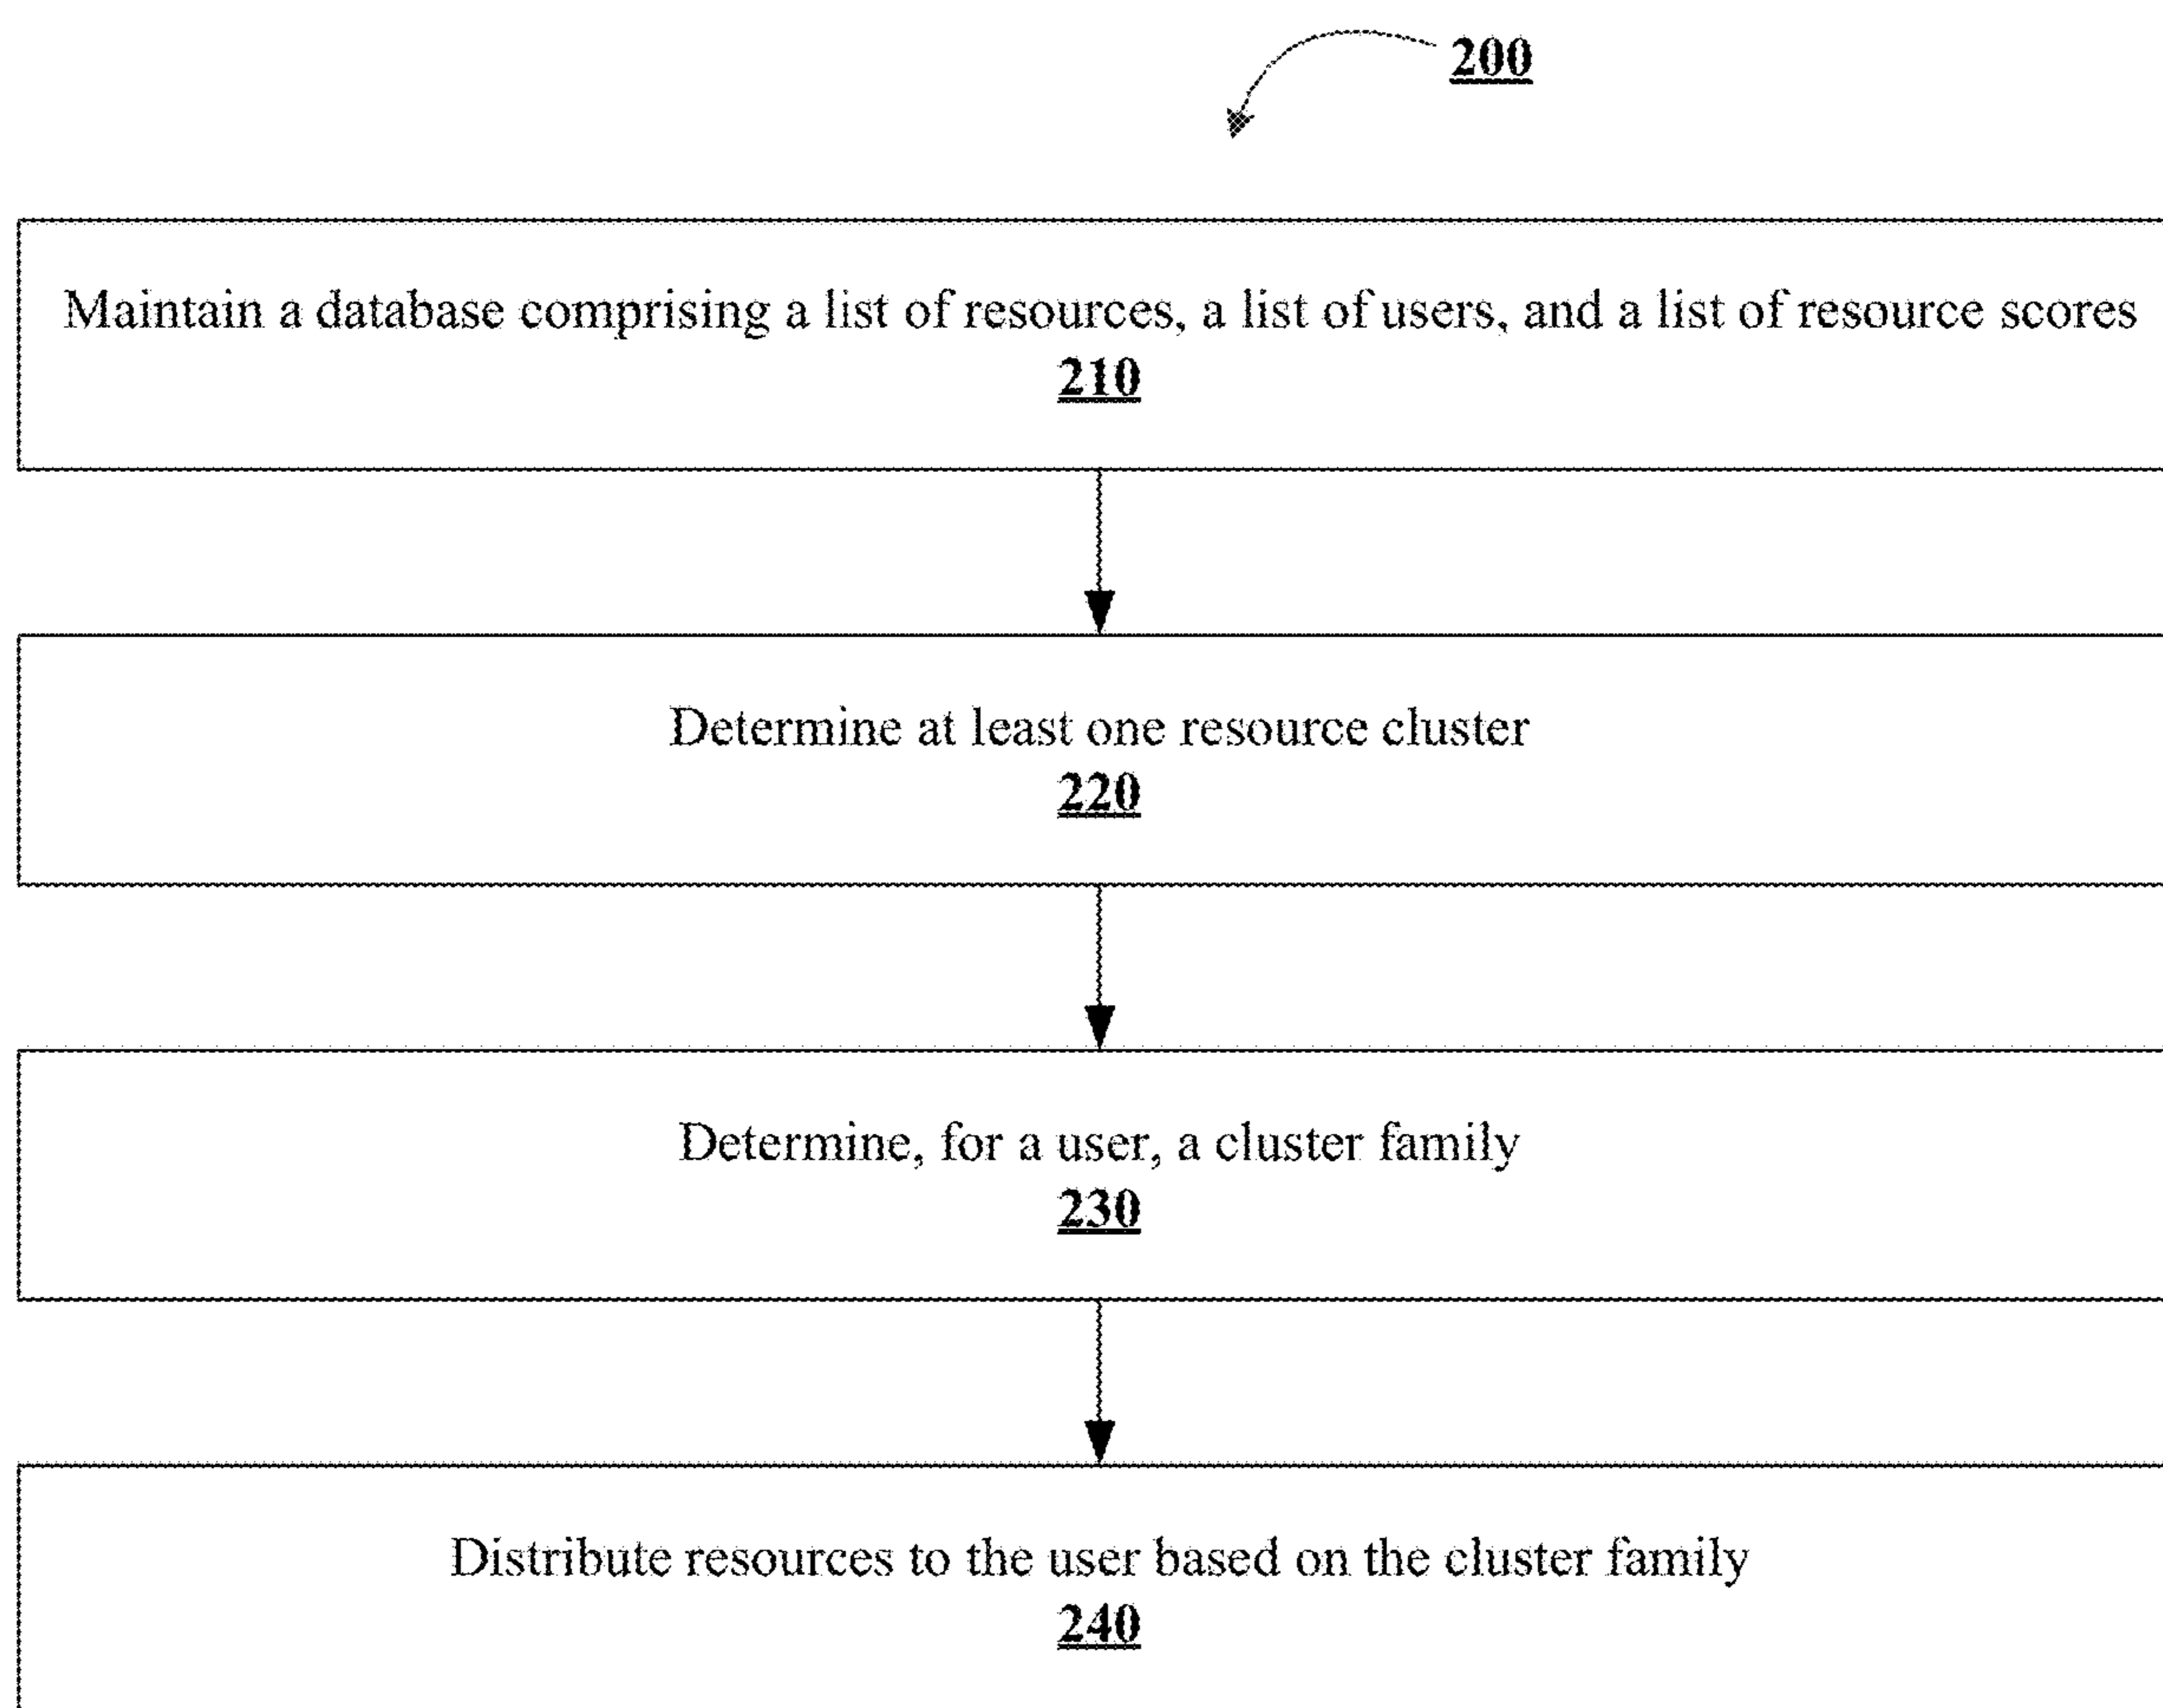 200
Maintain a database comprising a list of resources, a list of users, and a list of resource scores
210
Determine at least one resource cluster
220
Determine, for a user, a cluster family
230
Distribute resources to the user based on the cluster family
240